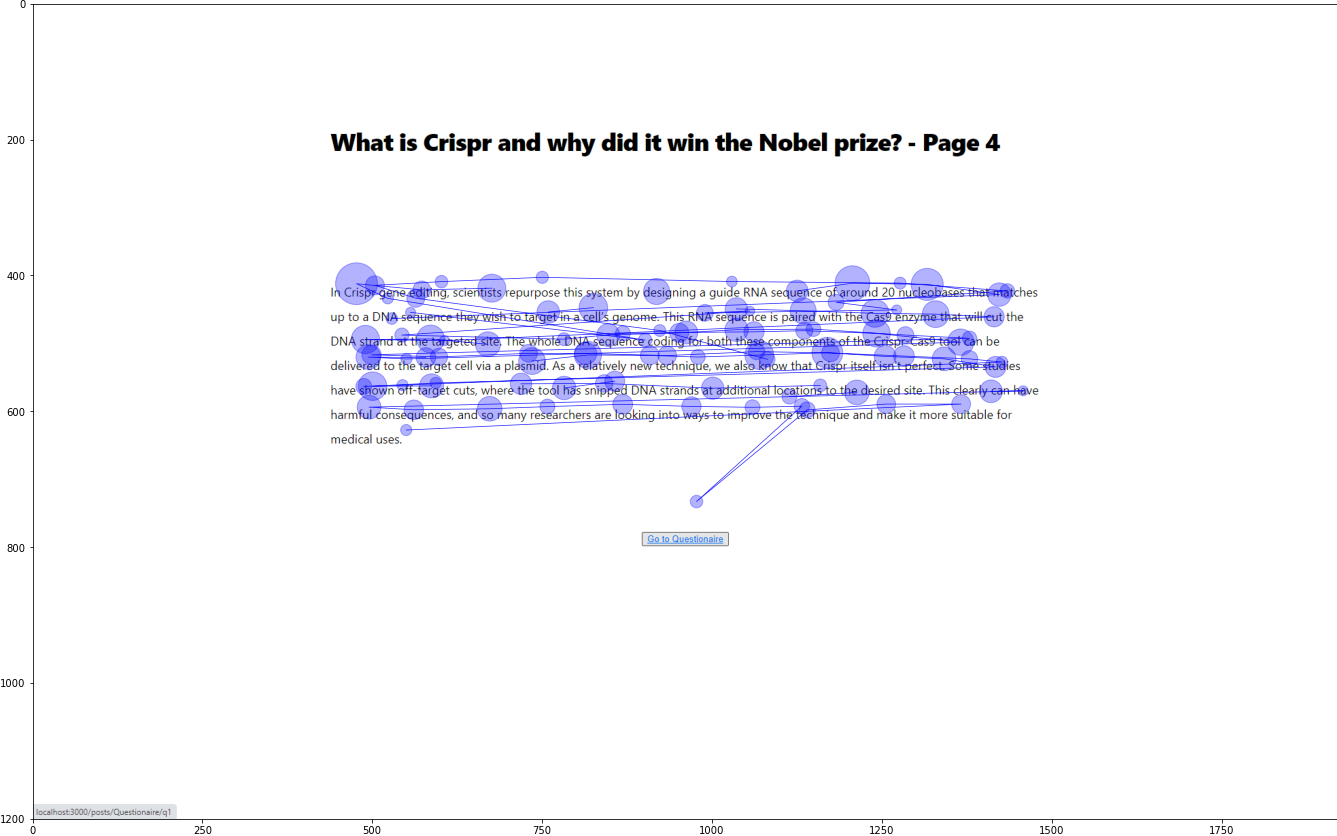 0
200
400
600
800
1000
1200
What is Crispr and why did it win the Nobel prize? - Page 4
In Crispr gene editing, scientists repurpose this system by designing a guide RNA sequence of around 20 nucleobases that matches
up to a DNA sequence they wish to target in a cell's genome. This RNA sequence is paired with the Cas9 enzyme that will cut the
DNA strand at the targeted site. The whole DNA sequence coding for both these components of the Crispr-Cas9 tool can be
delivered to the target cell via a plasmid. As a relatively new technique, we also know that Crispr itself isn't perfect. Some studies
have shown off-target cuts, where the tool has snipped DNA strands at additional locations to the desired site. This clearly can have
harmful consequences, and so many researchers are looking into ways to improve the technique and make it more suitable for
medical uses.
Go to Questionaire
localhost:3000/posts/Questionaire/q1
0 250 500 750 1000 1250 1500 1750